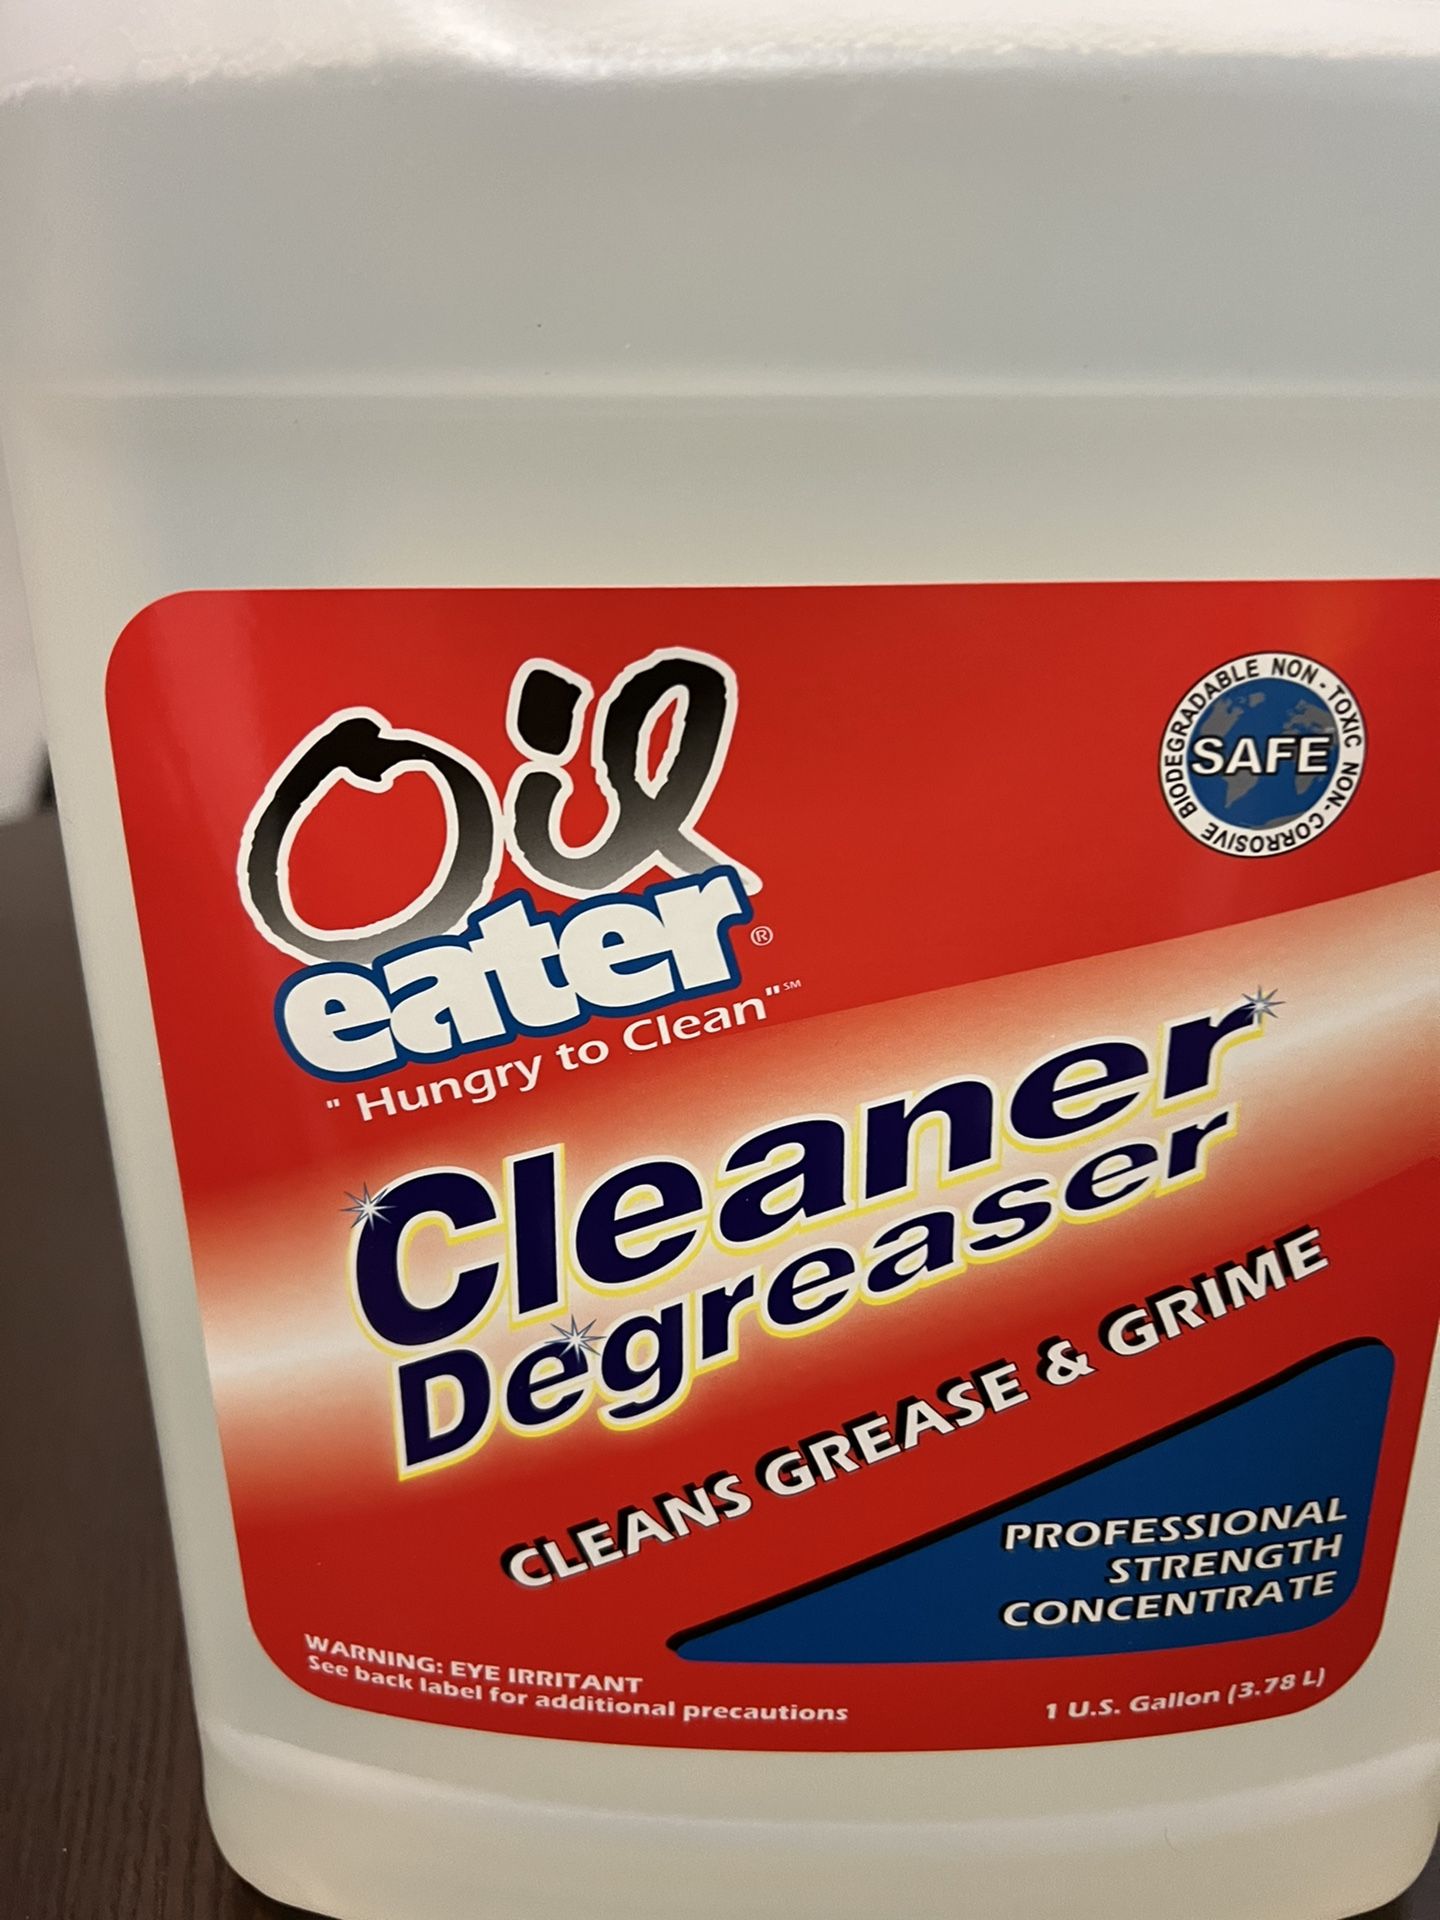 Oil
eater®
"Hungry to Clean"℠
BIODEGRADABLE NON-TOXIC NON-CORROSIVE
SAFE
Cleaner
Degreaser
CLEANS GREASE & GRIME
PROFESSIONAL
STRENGTH
CONCENTRATE
WARNING: EYE IRRITANT
See back label for additional precautions
1 U.S. Gallon (3.78 L)